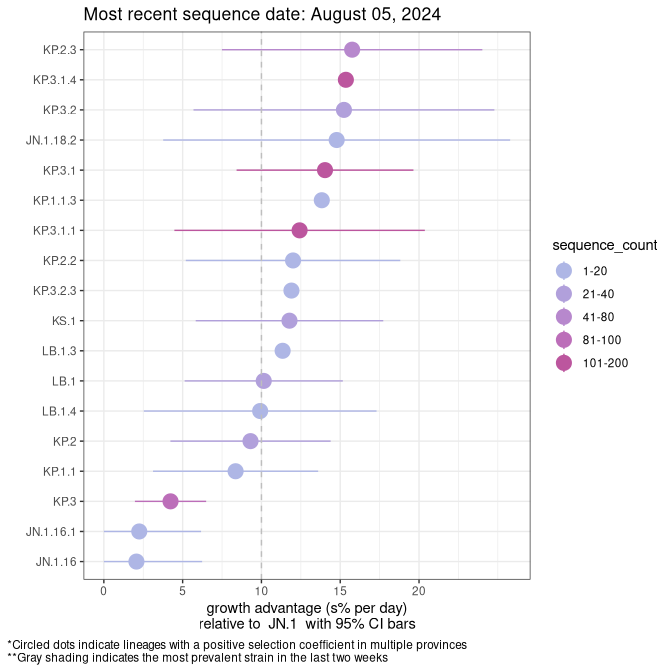 Most recent sequence date: August 05, 2024
KP.2.3
KP.3.1.4
KP.3.2
JN.1.18.2
KP.3.1
KP.1.1.3
KP.3.1.1
KP.2.2
KP.3.2.3
KS.1
LB.1.3
LB.1
LB.1.4
KP.2
KP.1.1
KP.3
JN.1.16.1
JN.1.16
0 5 10 15 20
growth advantage (s% per day)
relative to JN.1 with 95% CI bars
sequence_count
1-20
21-40
41-80
81-100
101-200
*Circled dots indicate lineages with a positive selection coefficient in multiple provinces
**Gray shading indicates the most prevalent strain in the last two weeks